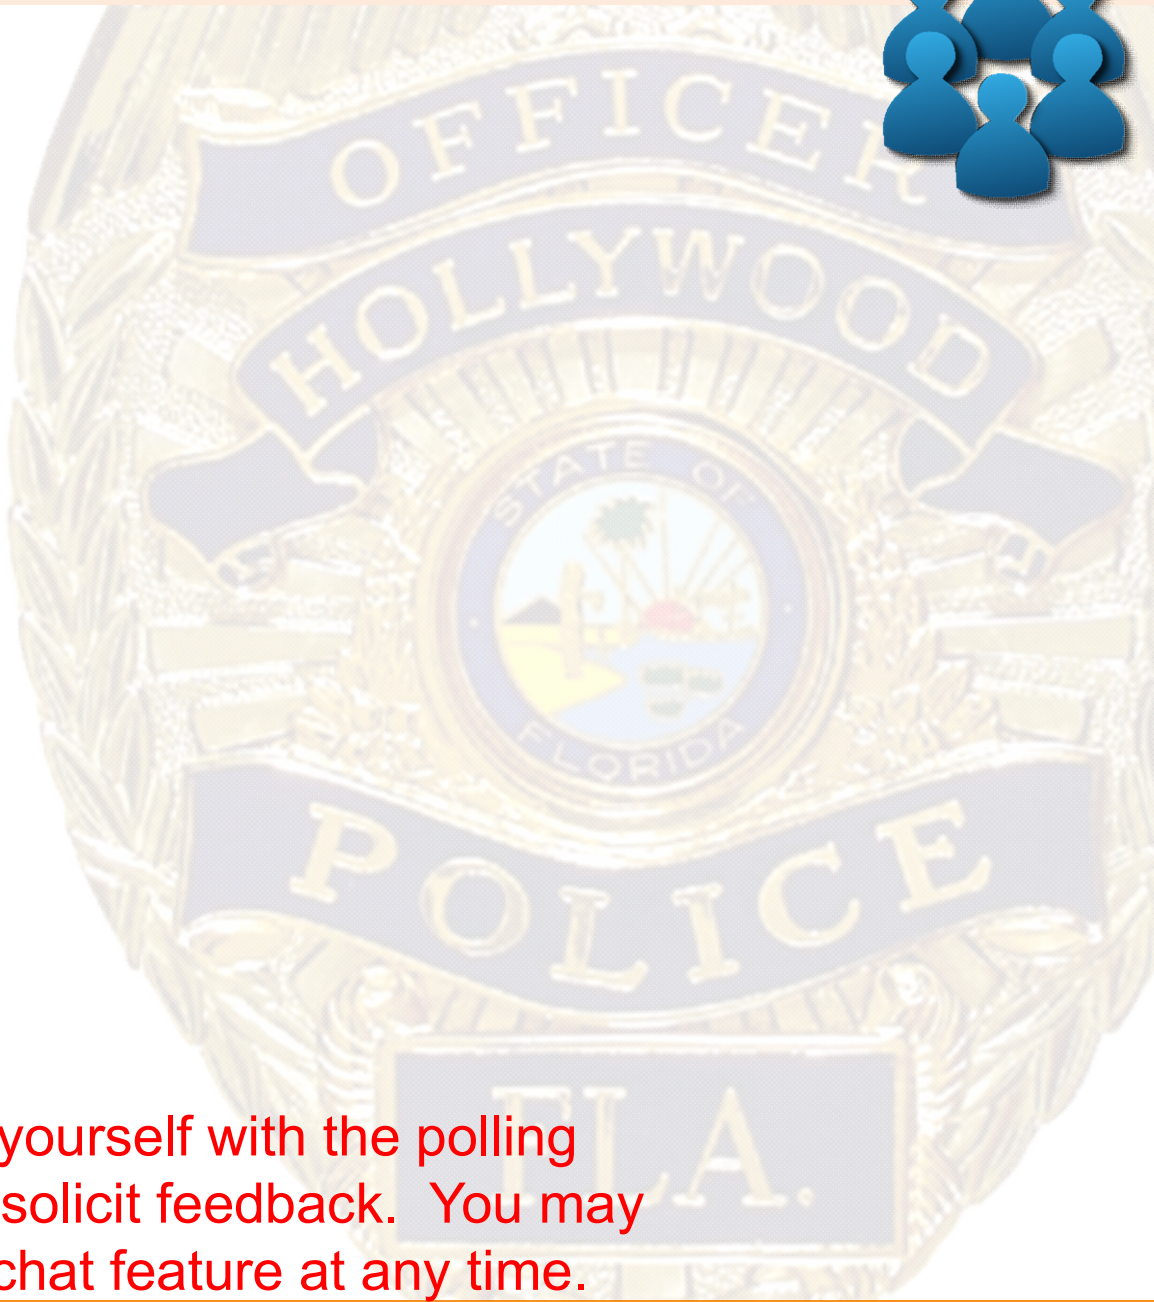 OFFICER
HOLLYWOOD
STATE OF
FLORIDA
POLICE
FLA.
yourself with the polling
solicit feedback. You may
chat feature at any time.